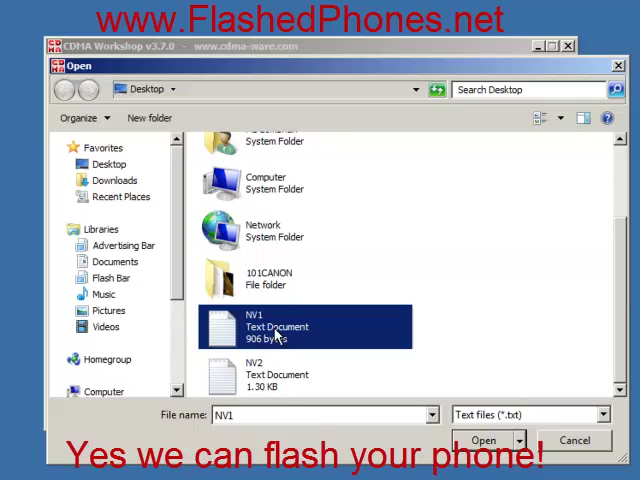 www.FlashedPhones.net
CDMA Workshop v3.7.0 - www.cdma-ware.com
Open
Desktop
Search Desktop
Organize
New folder
Favorites
Desktop
Downloads
Recent Places
Libraries
Advertising Bar
Documents
Flash Bar
Music
Pictures
Videos
Homegroup
Computer
System Folder
Computer
System Folder
Network
System Folder
101CANON
File folder
NV1
Text Document
906 bytes
NV2
Text Document
1.30 KB
File name:
NV1
Text files (*.txt)
Open
Cancel
Yes we can flash your phone!